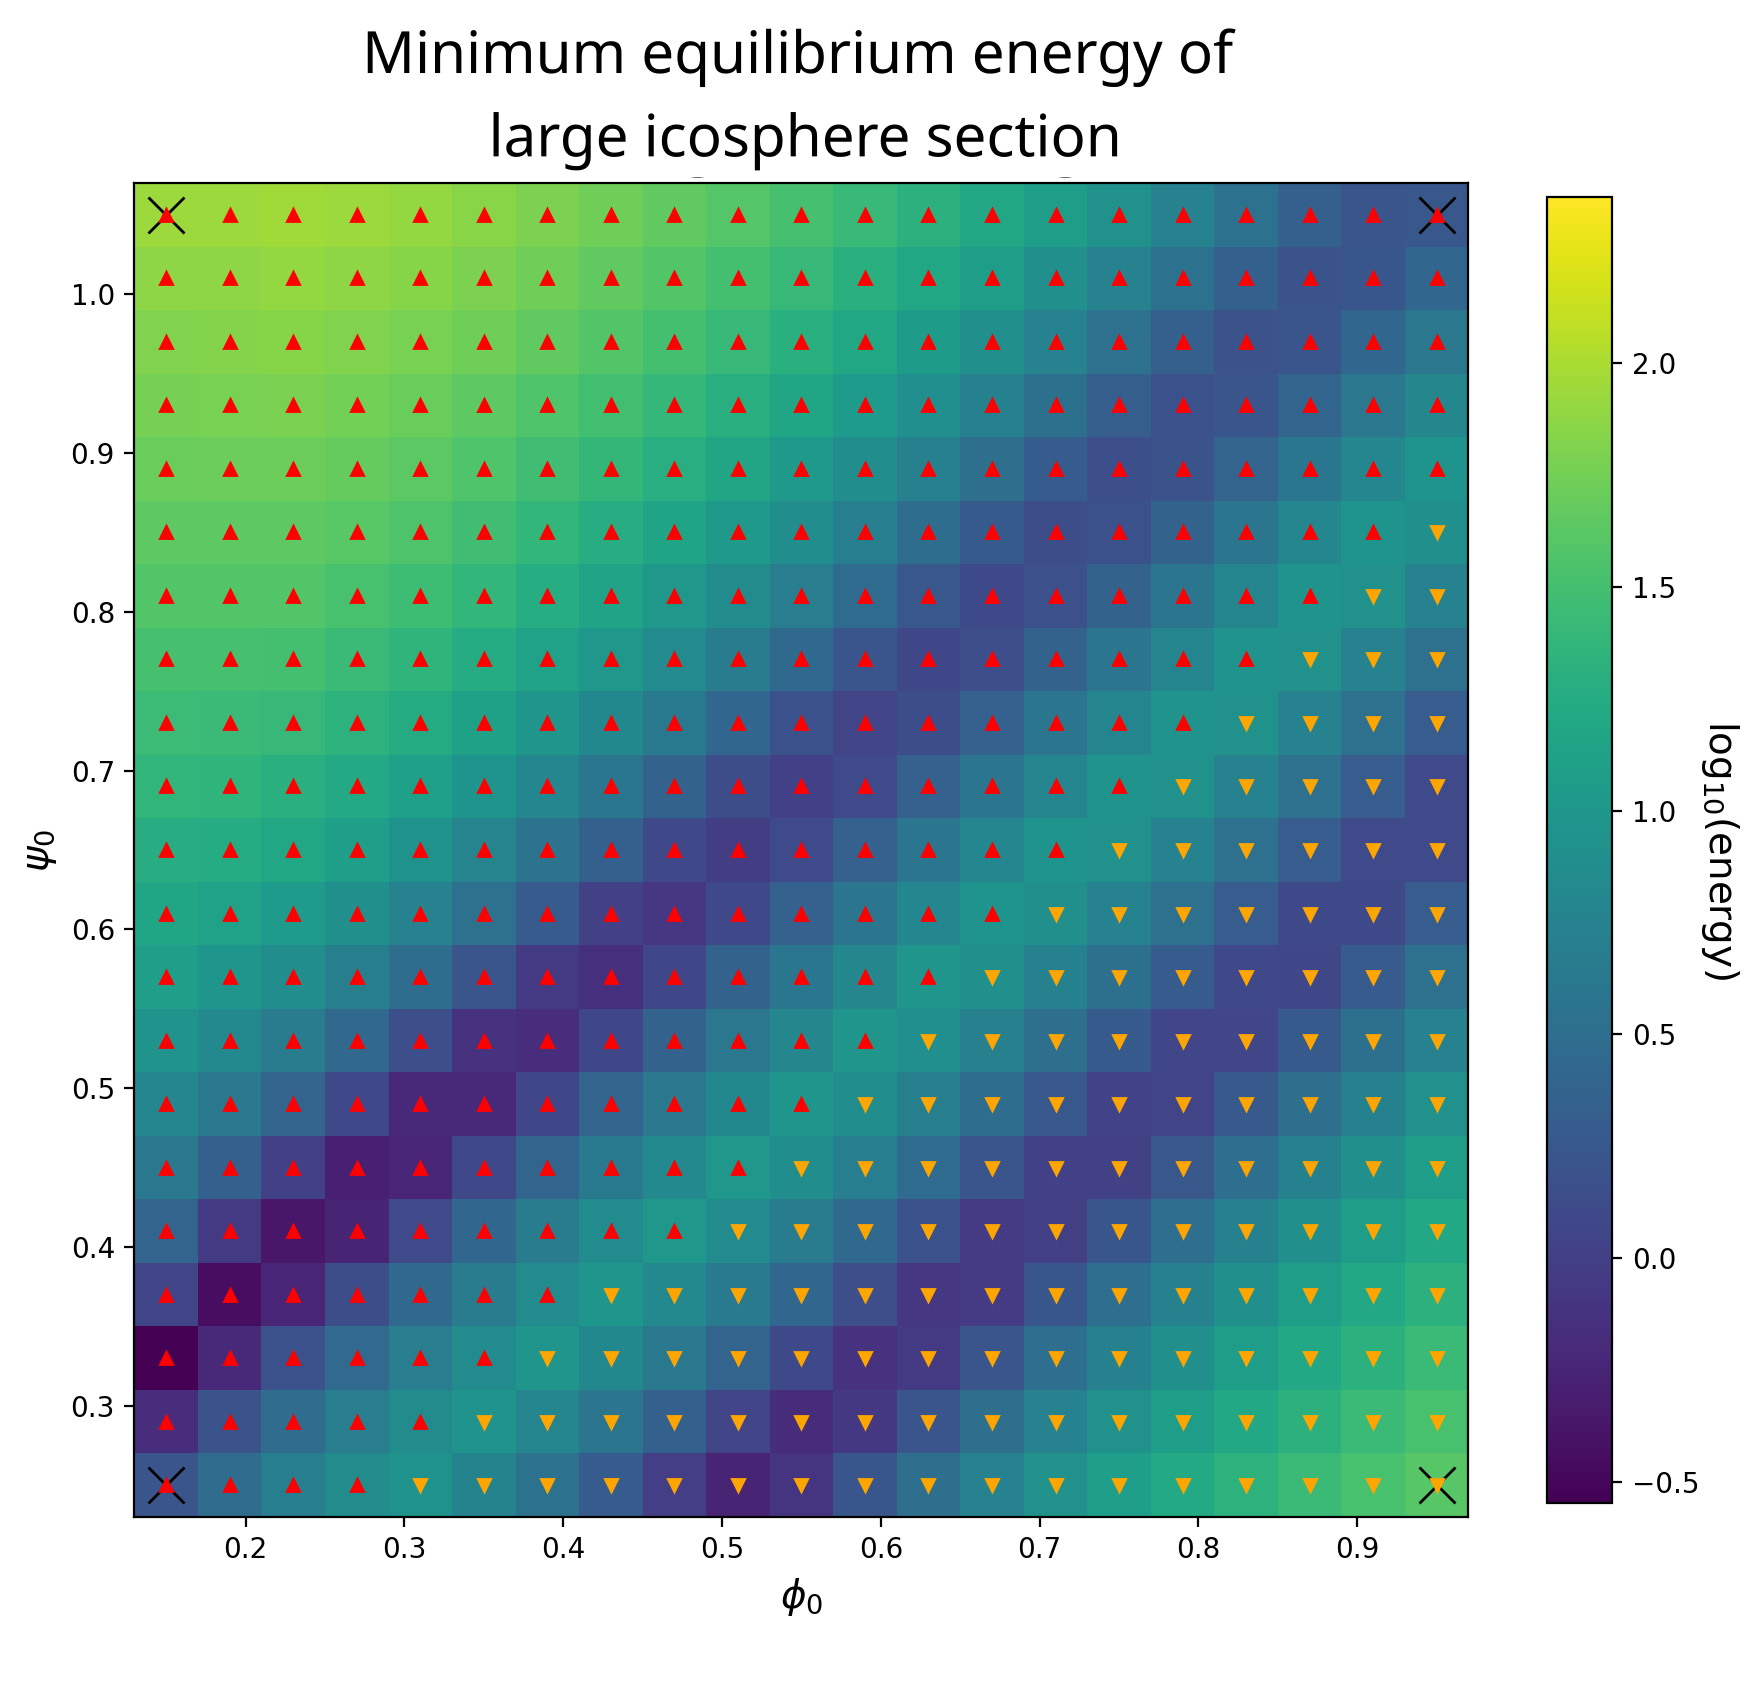 Minimum equilibrium energy of
large icosphere section
1.0
0.9
0.8
0.7
0.6
0.5
0.4
0.3
ψ₀
0.2 0.3 0.4 0.5 0.6 0.7 0.8 0.9
ϕ₀
2.0
1.5
1.0
0.5
0.0
−0.5
log₁₀(energy)